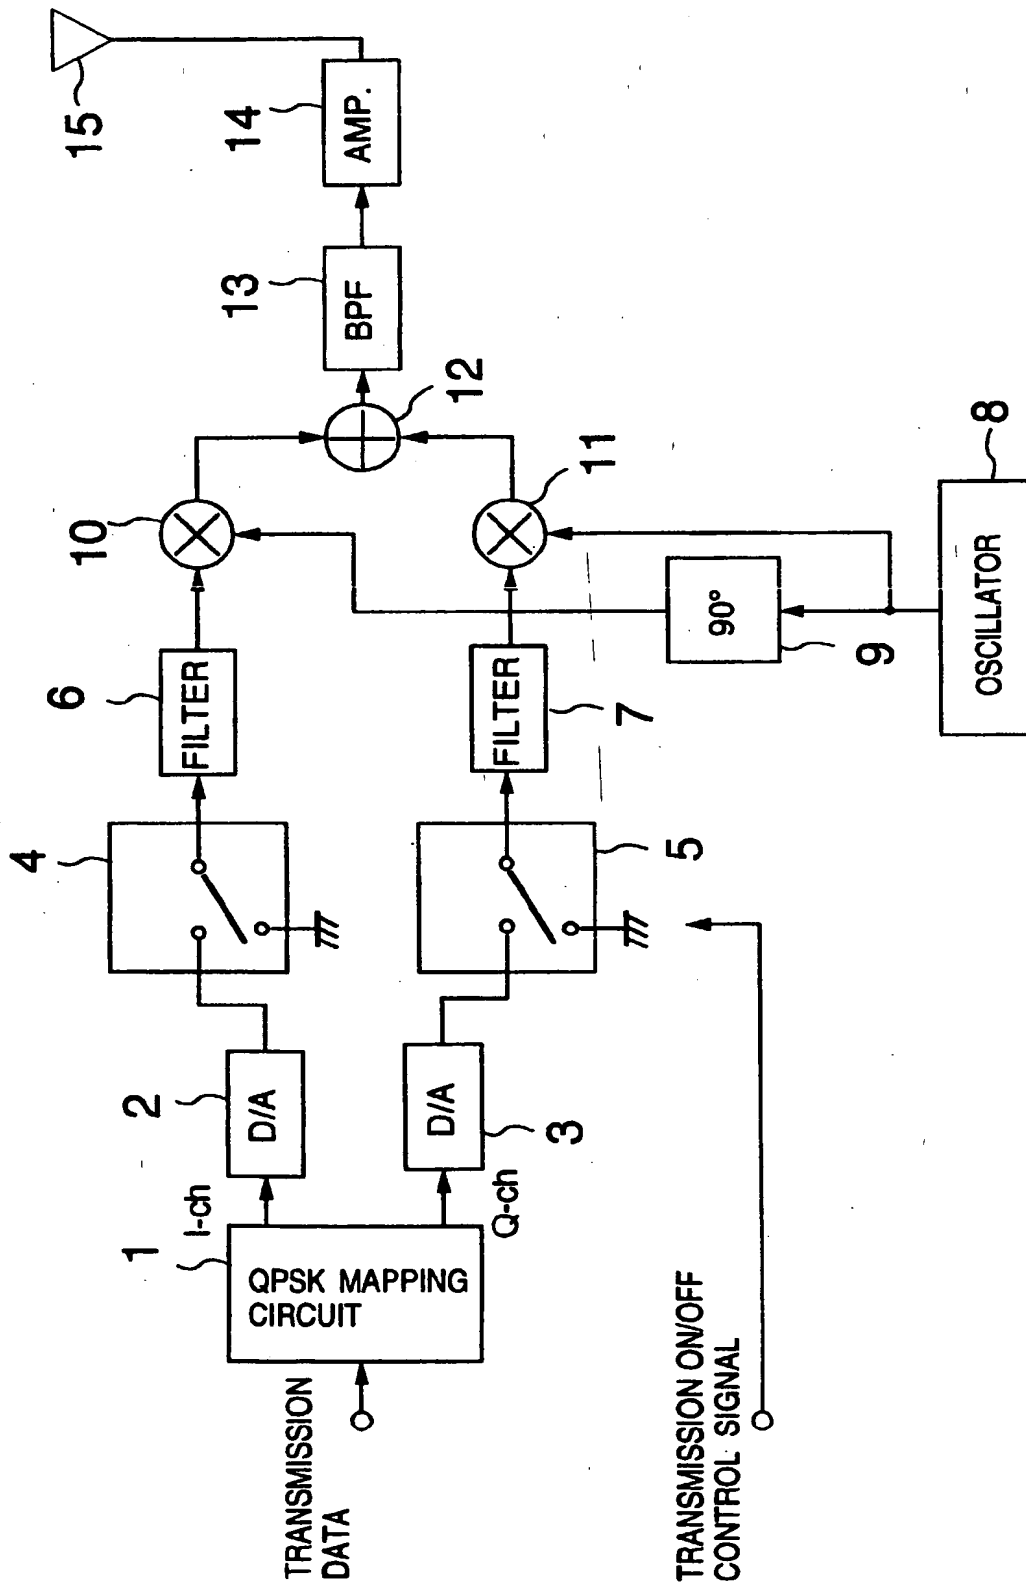 TRANSMISSION
DATA
1
QPSK MAPPING
CIRCUIT
I-ch
Q-ch
2
D/A
D/A
3
4
5
TRANSMISSION ON/OFF
CONTROL SIGNAL
6
FILTER
FILTER
7
10
11
90°
9
OSCILLATOR
8
12
13
BPF
14
AMP.
15